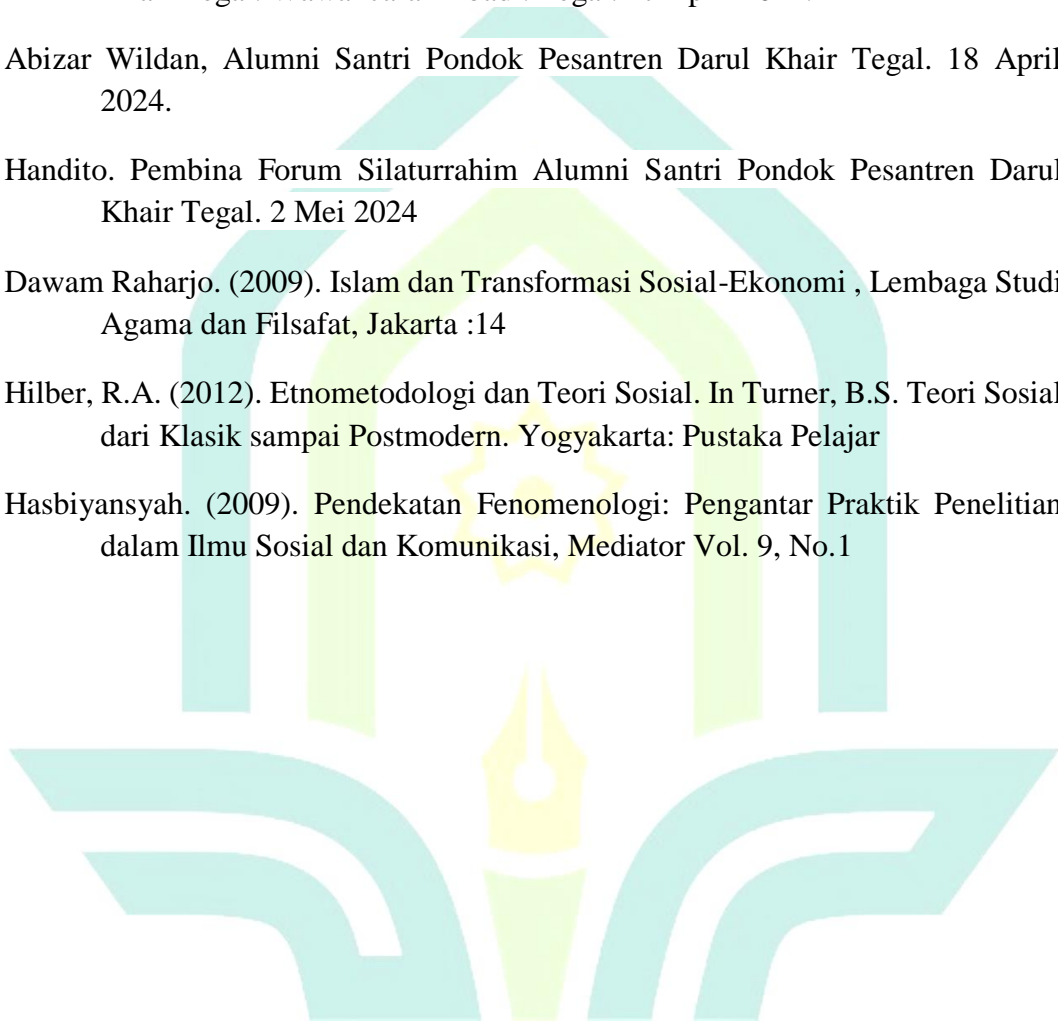 Abizar Wildan, Alumni Santri Pondok Pesantren Darul Khair Tegal. 18 April
2024.
Handito. Pembina Forum Silaturrahim Alumni Santri Pondok Pesantren Darul
Khair Tegal. 2 Mei 2024
Dawam Raharjo. (2009). Islam dan Transformasi Sosial-Ekonomi , Lembaga Studi
Agama dan Filsafat, Jakarta :14
Hilber, R.A. (2012). Etnometodologi dan Teori Sosial. In Turner, B.S. Teori Sosial
dari Klasik sampai Postmodern. Yogyakarta: Pustaka Pelajar
Hasbiyansyah. (2009). Pendekatan Fenomenologi: Pengantar Praktik Penelitian
dalam Ilmu Sosial dan Komunikasi, Mediator Vol. 9, No.1